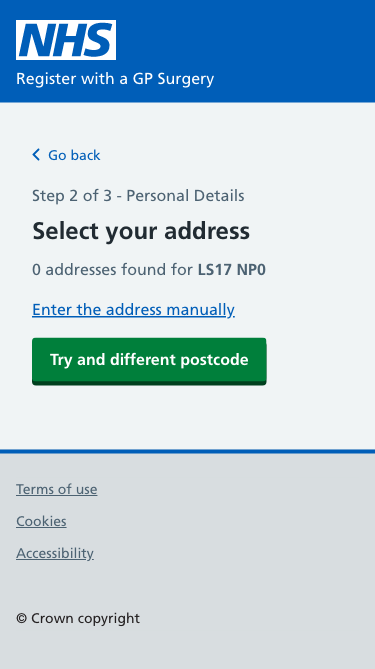 NHS
Register with a GP Surgery
Go back
Step 2 of 3 - Personal Details
Select your address
0 addresses found for LS17 NP0
Enter the address manually
Try and different postcode
Terms of use
Cookies
Accessibility
© Crown copyright